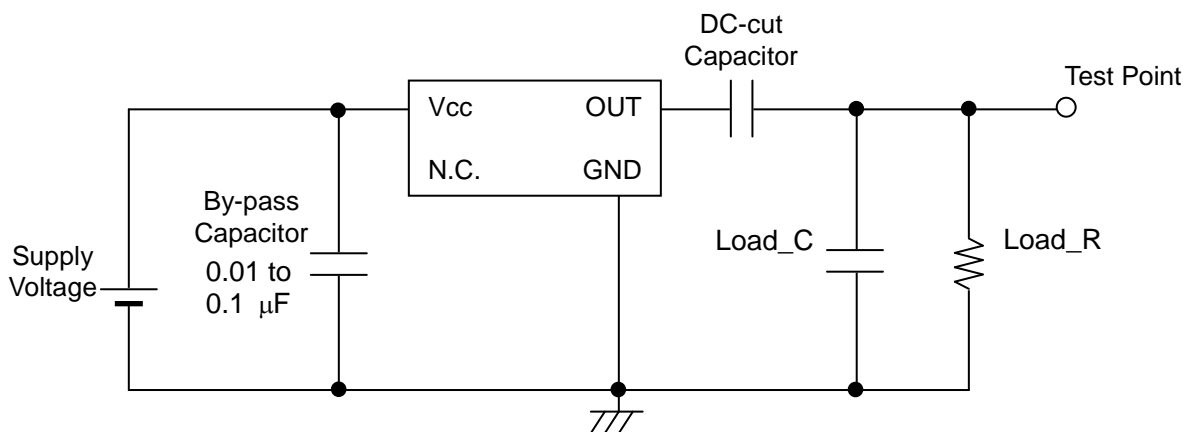 DC-cut
Capacitor
Test Point
Vcc OUT
N.C. GND
By-pass
Capacitor
0.01 to
0.1 μF
Supply
Voltage
Load_C
Load_R